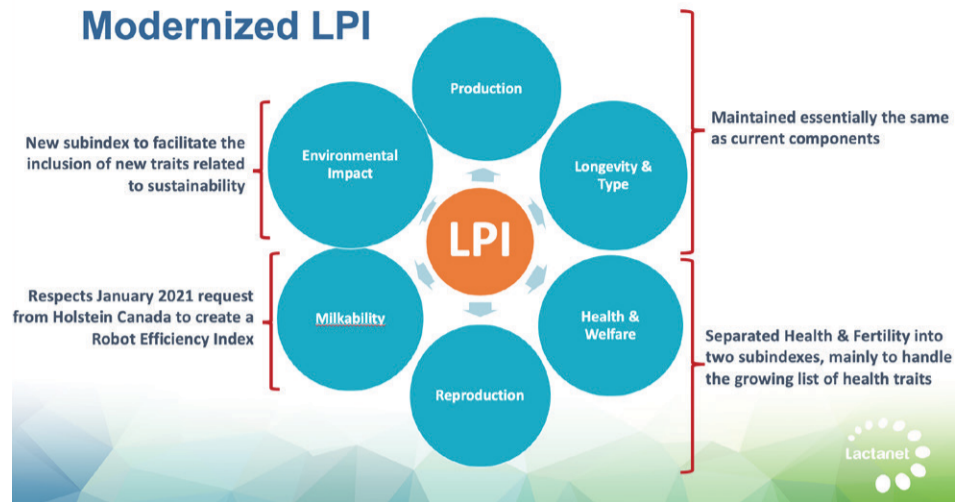 Modernized LPI
Production
New subindex to facilitate the
inclusion of new traits related
to sustainability
Environmental
Impact
Longevity &
Type
Maintained essentially the same
as current components
LPI
Respects January 2021 request
from Holstein Canada to create a
Robot Efficiency Index
Milkability
Health &
Welfare
Separated Health & Fertility into
two subindexes, mainly to handle
the growing list of health traits
Reproduction
Lactanet